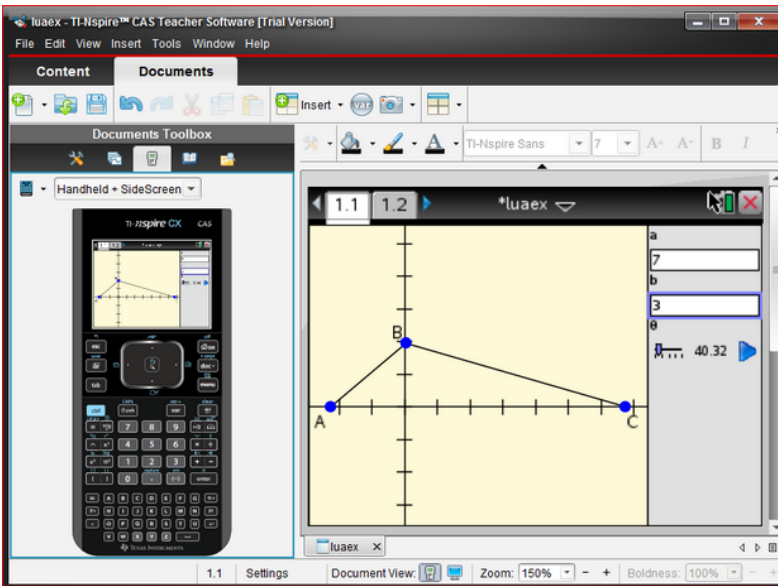 luaex - TI-Nspire™ CAS Teacher Software [Trial Version]
File Edit View Insert Tools Window Help
Content Documents
Insert
var
TI-Nspire Sans 7 A A B I
Documents Toolbox
Handheld + SideScreen
TI-nspire CX CAS
esc
tab
ctrl
var
doc
menu
7 8 9
4 5 6
1 2 3
0 . (-) enter
TEXAS INSTRUMENTS
1.1 1.2 *luaex
a
7
b
3
θ
40.32
B
A
C
luaex
1.1 Settings Document View: Zoom: 150% - + Boldness: 100% - +